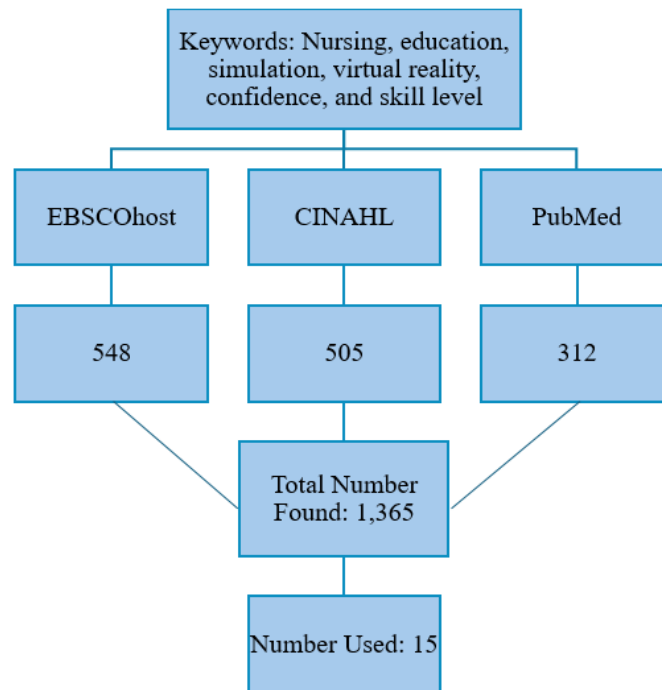 Keywords: Nursing, education,
simulation, virtual reality,
confidence, and skill level
EBSCOhost
CINAHL
PubMed
548
505
312
Total Number
Found: 1,365
Number Used: 15